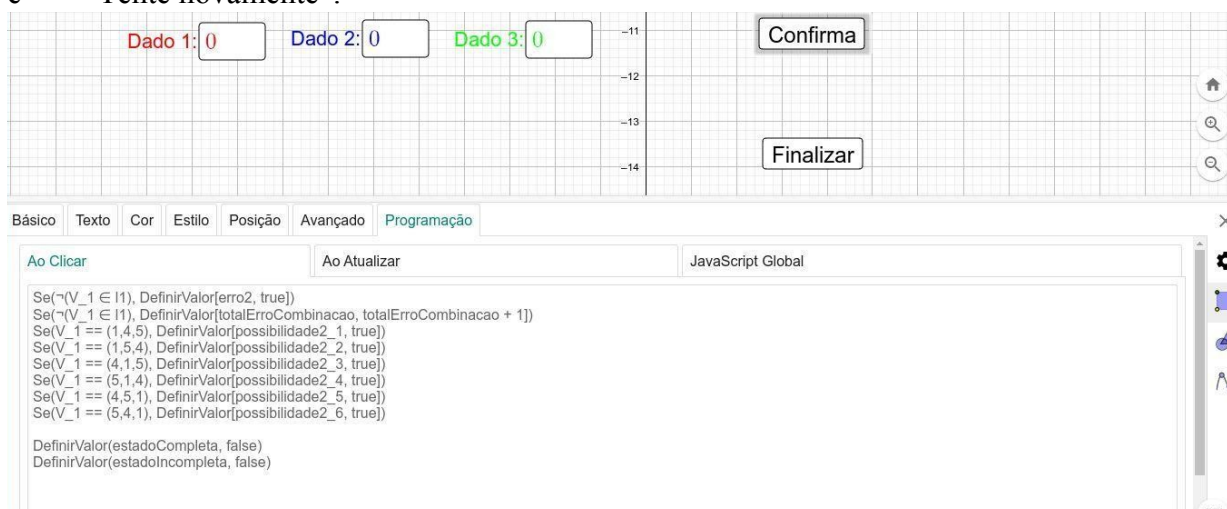 Dado 1: 0 Dado 2: 0 Dado 3: 0 -11 Confirma
-12
-13
Finalizar
-14
Básico Texto Cor Estilo Posição Avançado Programação
Ao Clicar Ao Atualizar JavaScript Global
Se(¬(V_1 ∈ l1), DefinirValor[erro2, true])
Se(¬(V_1 ∈ l1), DefinirValor[totalErroCombinacao, totalErroCombinacao + 1])
Se(V_1 == (1,4,5), DefinirValor[possibilidade2_1, true])
Se(V_1 == (1,5,4), DefinirValor[possibilidade2_2, true])
Se(V_1 == (4,1,5), DefinirValor[possibilidade2_3, true])
Se(V_1 == (5,1,4), DefinirValor[possibilidade2_4, true])
Se(V_1 == (4,5,1), DefinirValor[possibilidade2_5, true])
Se(V_1 == (5,4,1), DefinirValor[possibilidade2_6, true])
DefinirValor(estadoCompleta, false)
DefinirValor(estadoIncompleta, false)